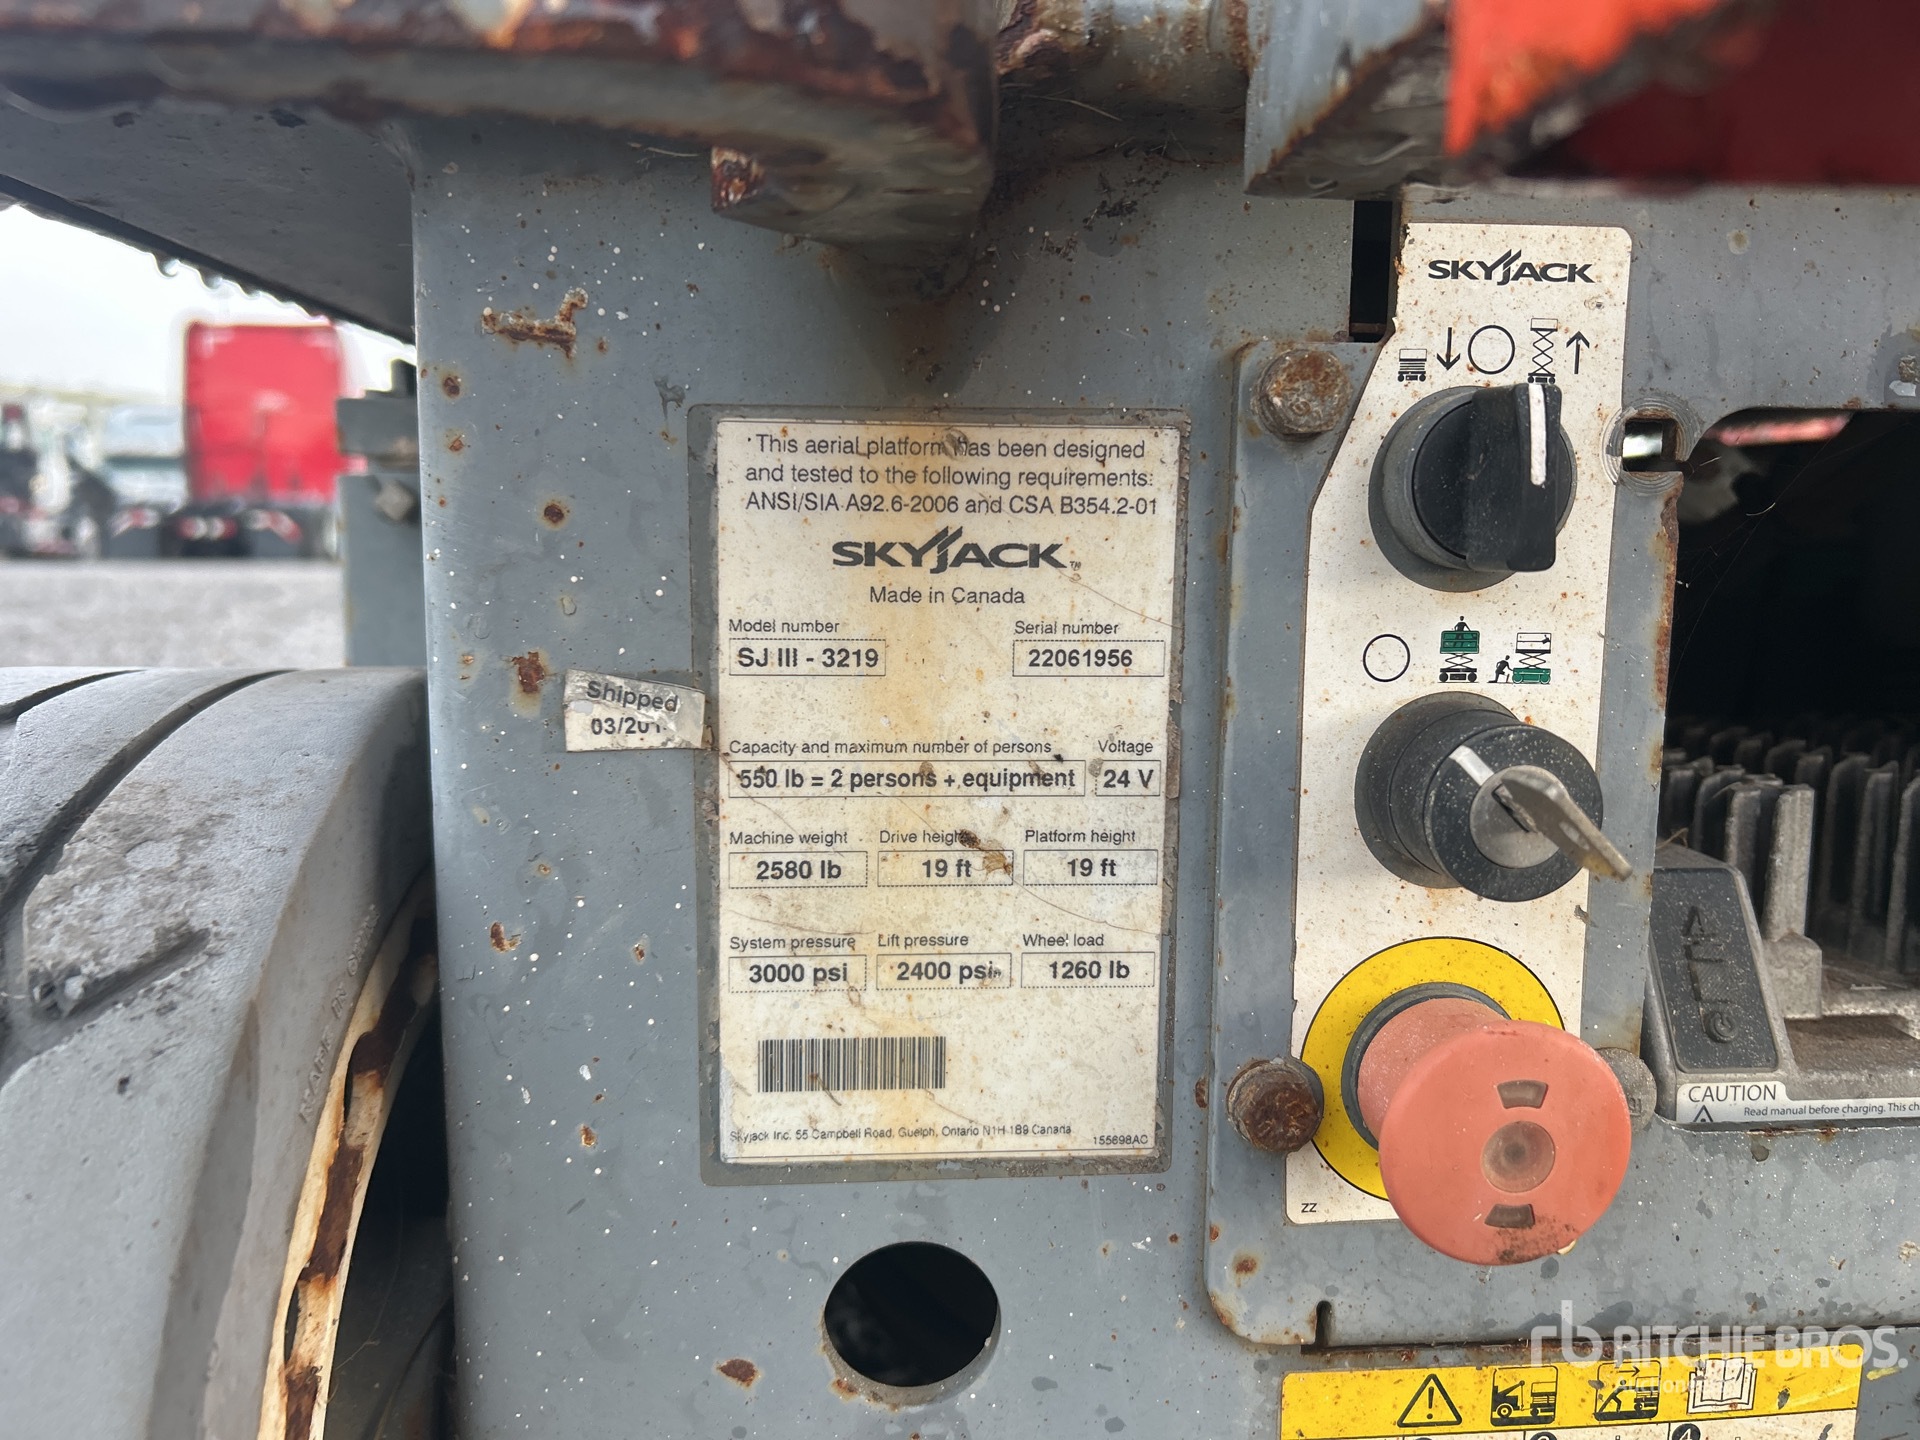 This aerial platform has been designed
and tested to the following requirements:
ANSI/SIA A92.6-2006 and CSA B354.2-01
SKYJACK™
Made in Canada
Model number Serial number
SJ III - 3219 22061956
Capacity and maximum number of persons Voltage
550 lb = 2 persons + equipment 24 V
Machine weight Drive height Platform height
2580 lb 19 ft 19 ft
System pressure Lift pressure Wheel load
3000 psi 2400 psi 1260 lb
Skyjack Inc. 55 Campbell Road, Guelph, Ontario N1H 1B9 Canada 155698AC
Shipped
SKYJACK
ZZ
CAUTION
Read manual before charging. This
rb RITCHIE BROS.